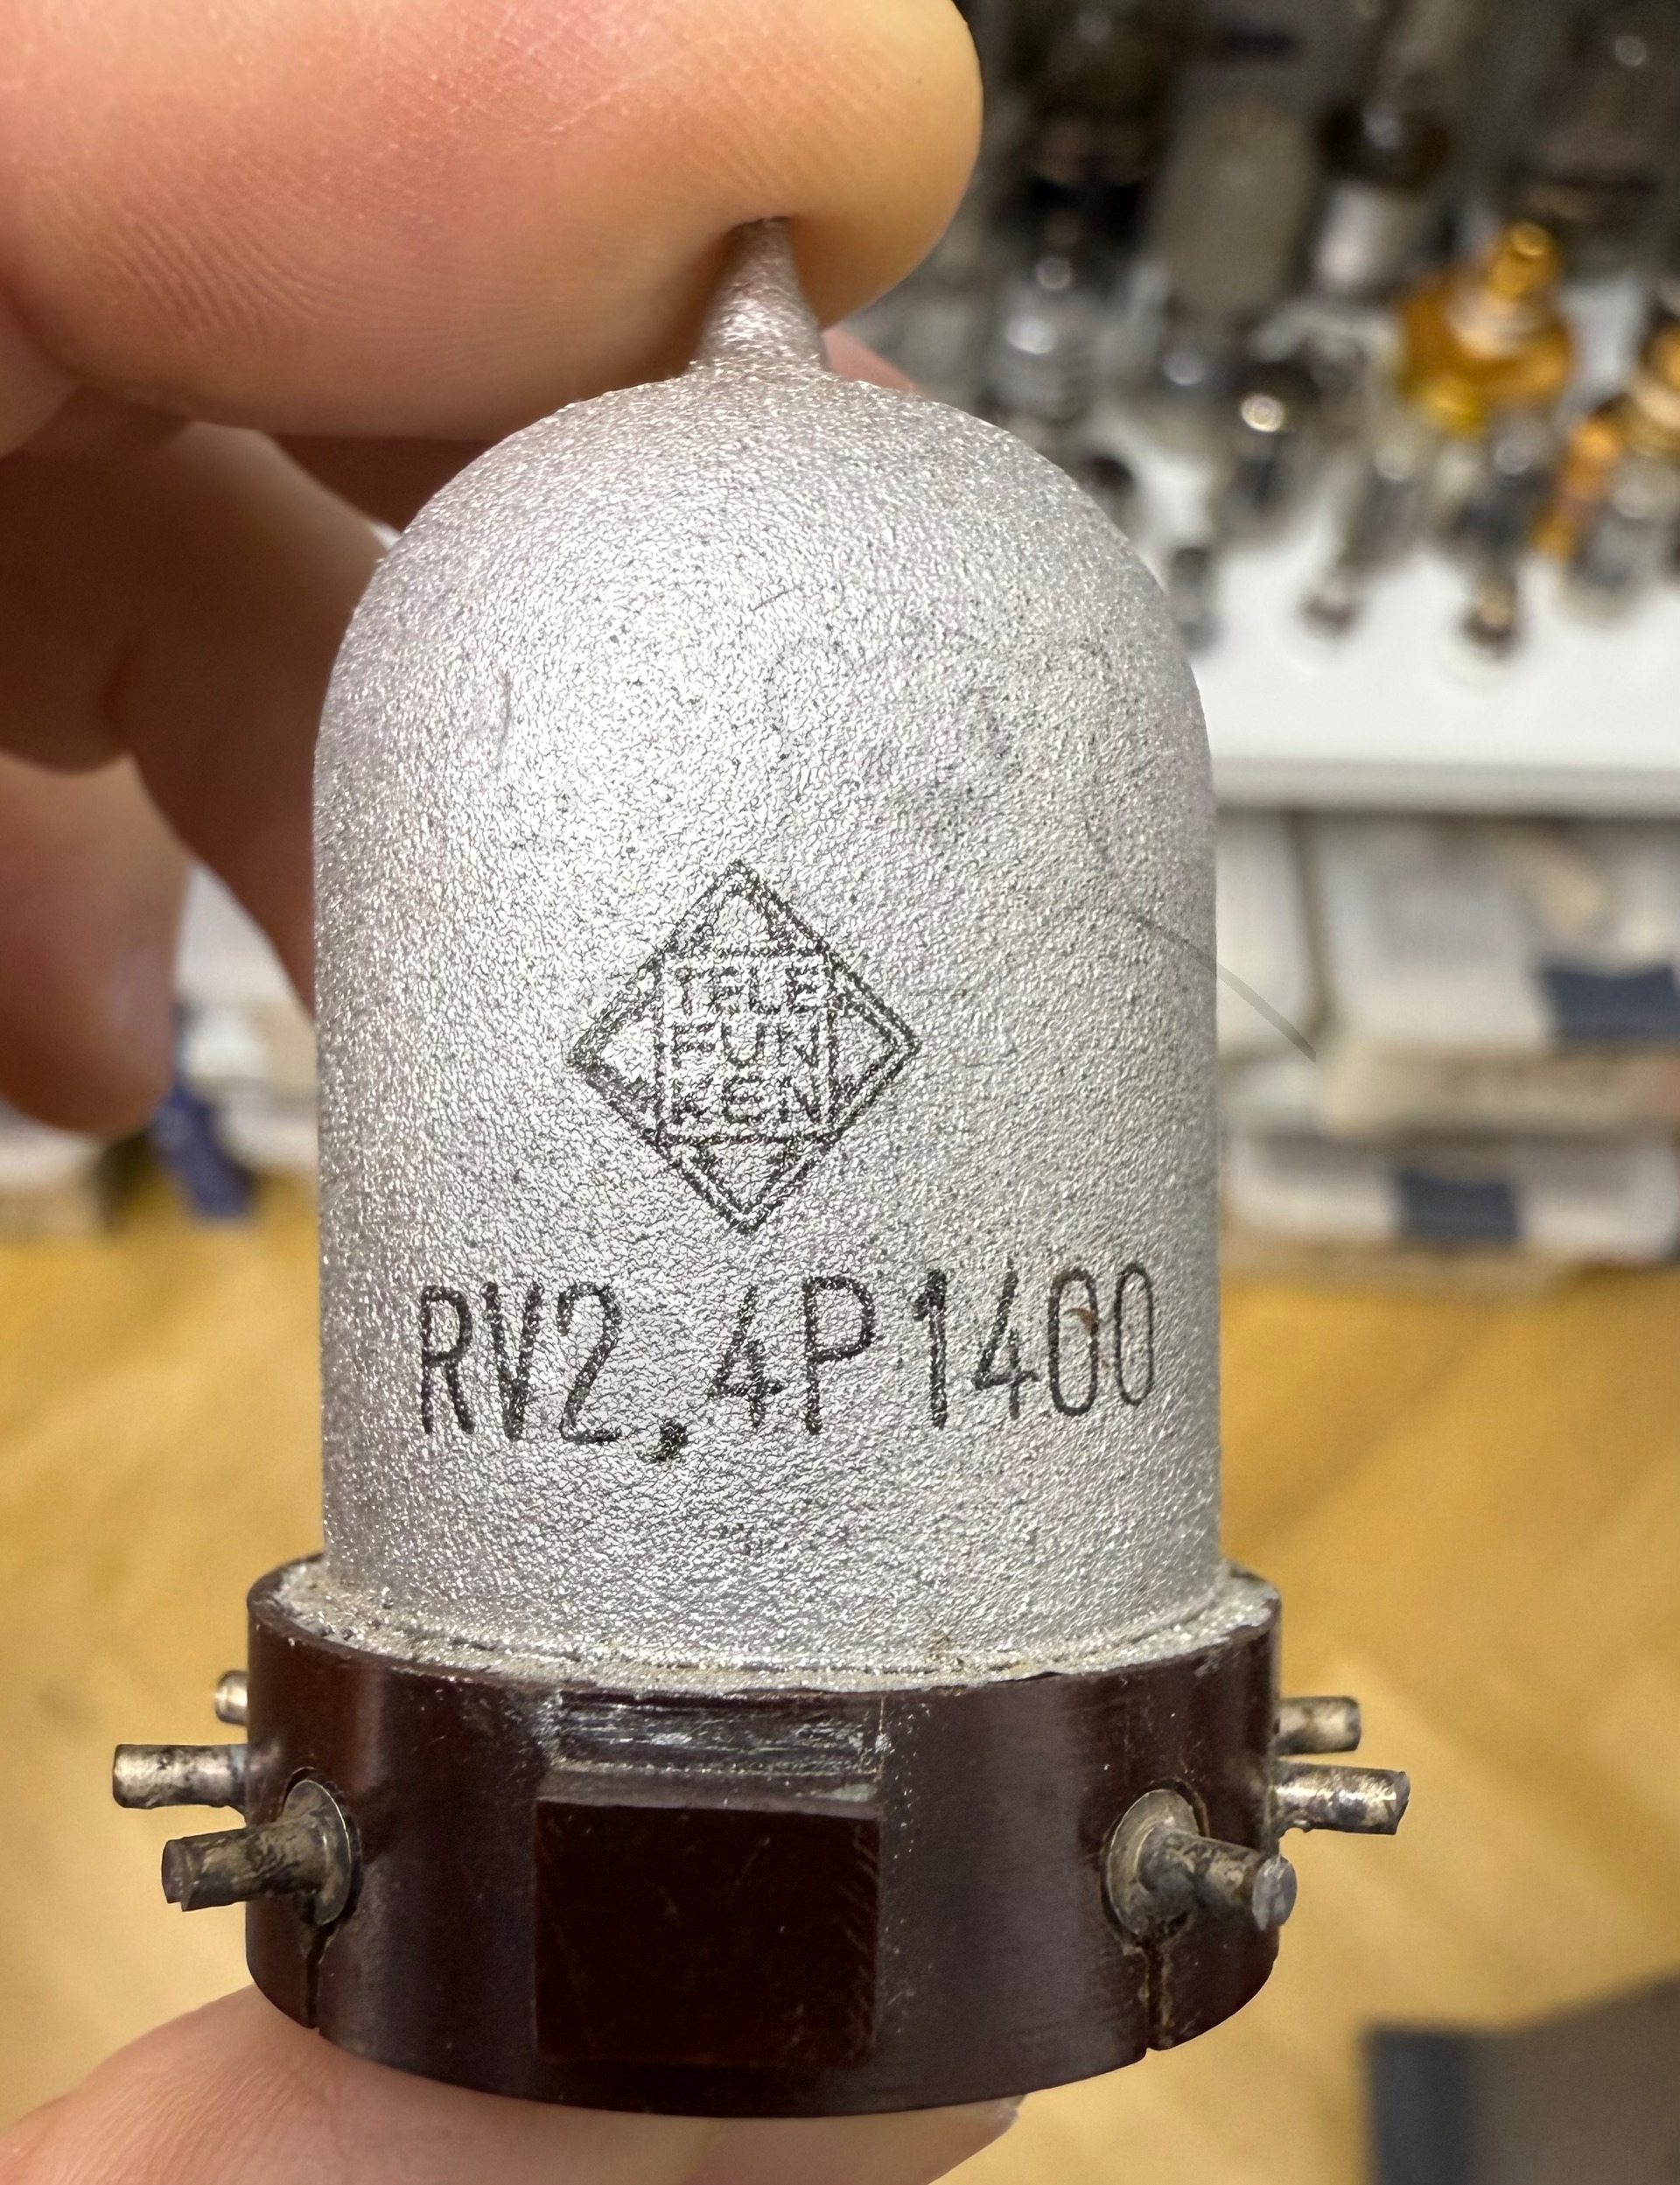 TELE
FUN
KEN
RV2,4P1400